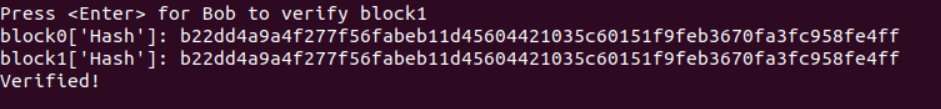 Press <Enter> for Bob to verify block1
block0['Hash']: b22dd4a9a4f277f56fabeb11d45604421035c60151f9feb3670fa3fc958fe4ff
block1['Hash']: b22dd4a9a4f277f56fabeb11d45604421035c60151f9feb3670fa3fc958fe4ff
Verified!